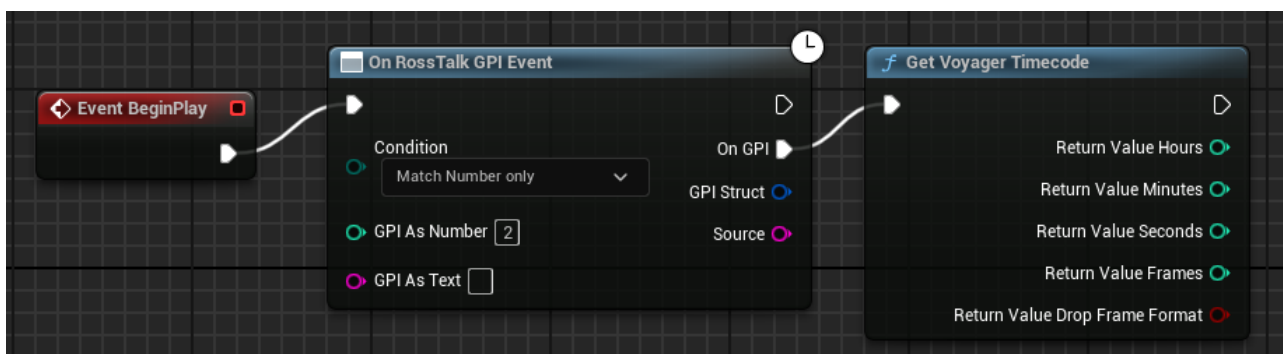 Event BeginPlay
On RossTalk GPI Event
Condition
Match Number only
GPI As Number 2
GPI As Text
On GPI
GPI Struct
Source
f Get Voyager Timecode
Return Value Hours
Return Value Minutes
Return Value Seconds
Return Value Frames
Return Value Drop Frame Format